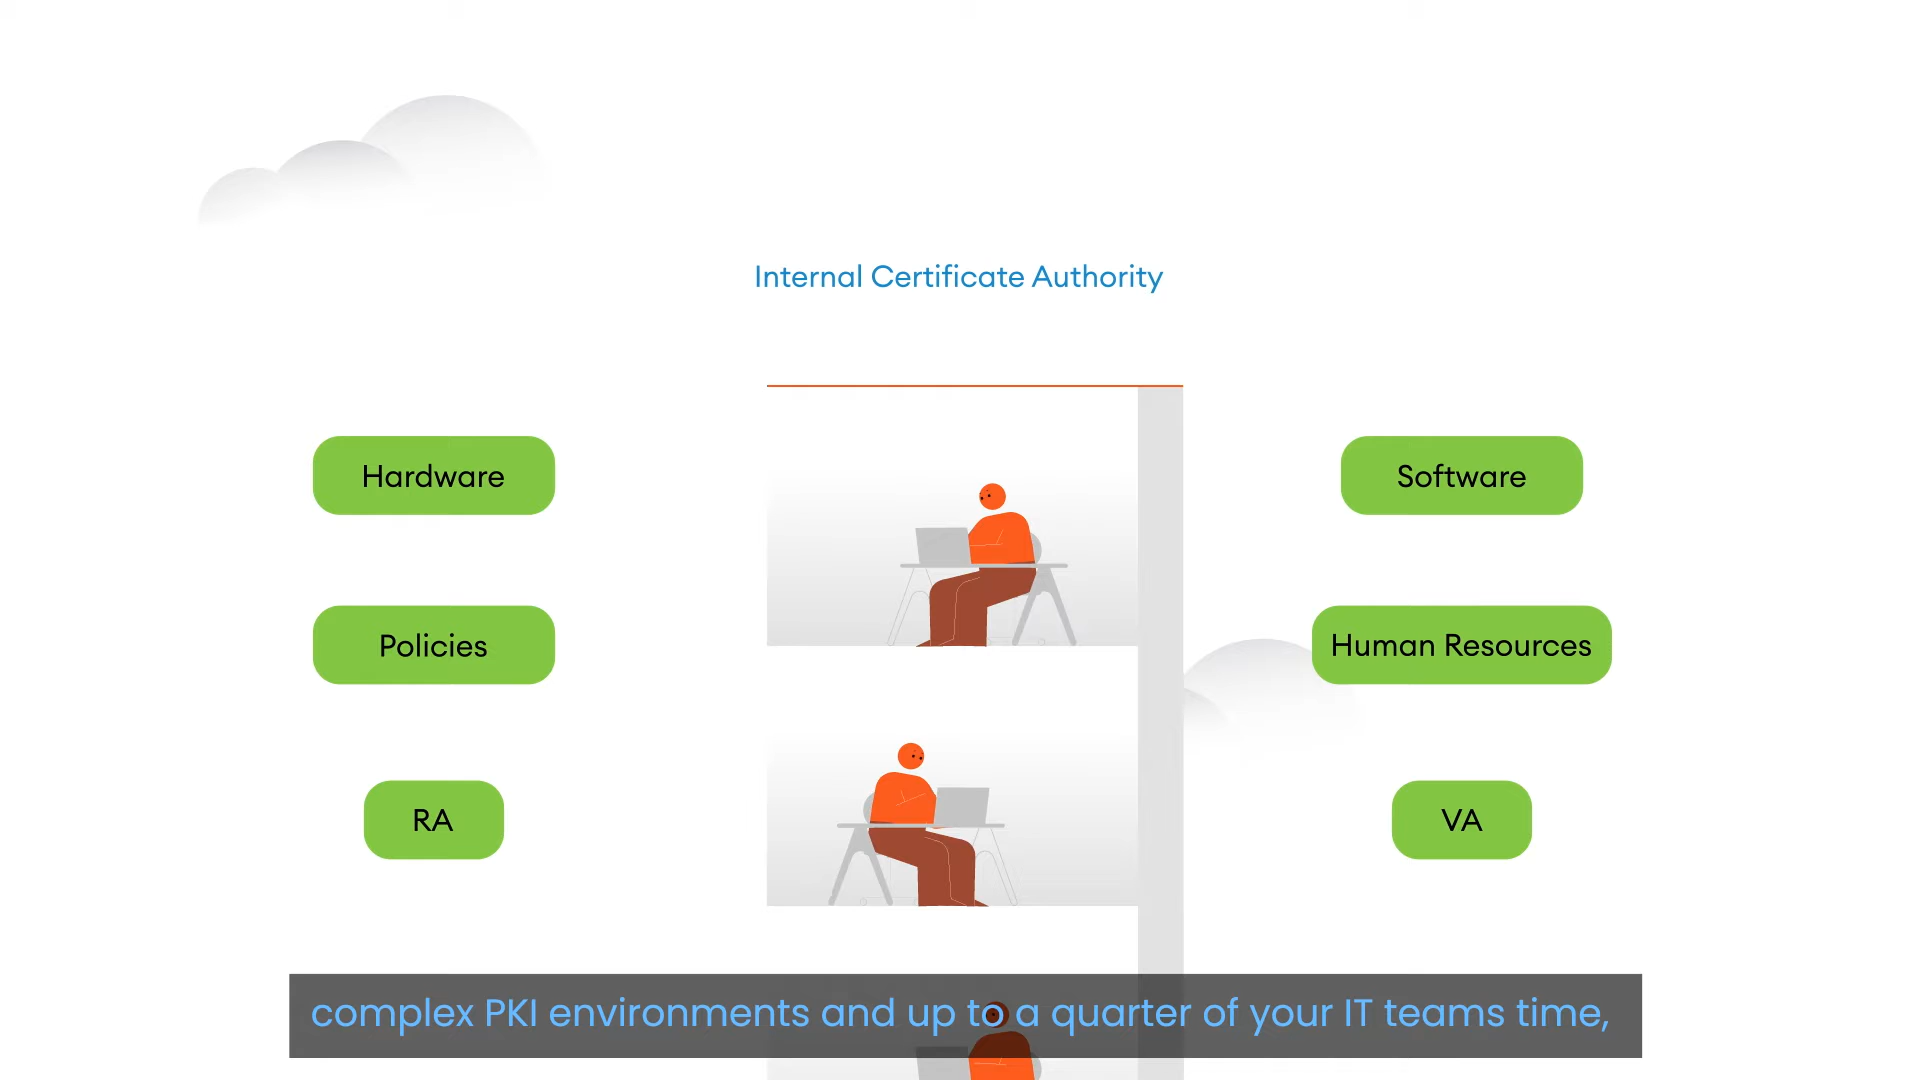 Internal Certificate Authority
Hardware
Software
Policies
Human Resources
RA
VA
complex PKI environments and up to a quarter of your IT teams time,